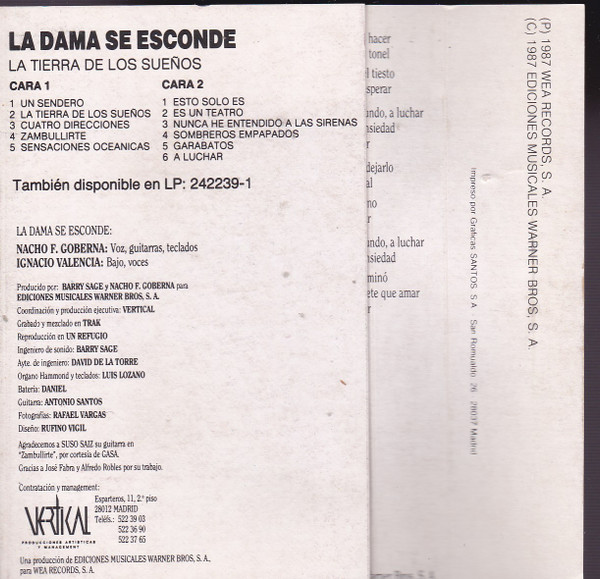 LA DAMA SE ESCONDE
LA TIERRA DE LOS SUEÑOS
CARA 1
1 UN SENDERO
2 LA TIERRA DE LOS SUEÑOS
3 CUATRO DIRECCIONES
4 ZAMBULLIRTE
5 SENSACIONES OCEANICAS
CARA 2
1 ESTO SOLO ES
2 ES UN TEATRO
3 NUNCA HE ENTENDIDO A LAS SIRENAS
4 SOMBREROS EMPAPADOS
5 GARABATOS
6 A LUCHAR
También disponible en LP: 242239-1
LA DAMA SE ESCONDE:
NACHO F. GOBERNA: Voz, guitarras, teclados
IGNACIO VALENCIA: Bajo, voces
Producido por: BARRY SAGE y NACHO F. GOBERNA para
EDICIONES MUSICALES WARNER BROS, S. A.
Coordinación y producción ejecutiva: VERTICAL
Grabado y mezclado en TRAK
Reproducción en UN REFUGIO
Ingeniero de sonido: BARRY SAGE
Ayte. de ingeniero: DAVID DE LA TORRE
Organo Hammond y teclados: LUIS LOZANO
Batería: DANIEL
Guitarra: ANTONIO SANTOS
Fotografías: RAFAEL VARGAS
Diseño: RUFINO VIGIL
Agradecemos a SUSO SAIZ su guitarra en
"Zambullirte", por cortesía de GASA.
Gracias a José Fabra y Alfredo Robles por su trabajo.
Contratación y management:
VERTICAL
PRODUCCIONES ARTISTICAS
Y MANAGEMENT
Esparteros, 11, 2.º piso
28012 MADRID
Teléfs.: 522 39 03
522 36 90
522 37 65
Una producción de EDICIONES MUSICALES WARNER BROS, S. A.,
para WEA RECORDS, S. A.
hacer
tonel
l tiesto
sperar
undo, a luchar
nsiedad
r
dejarlo
al
no
r
undo, a luchar
nsiedad
r
minó
ete que amar
r
Impreso por Graficas SANTOS, S.A. San Romualdo, 26 28037 Madrid
(P) 1987 WEA RECORDS, S. A.
(C) 1987 EDICIONES MUSICALES WARNER BROS, S. A.